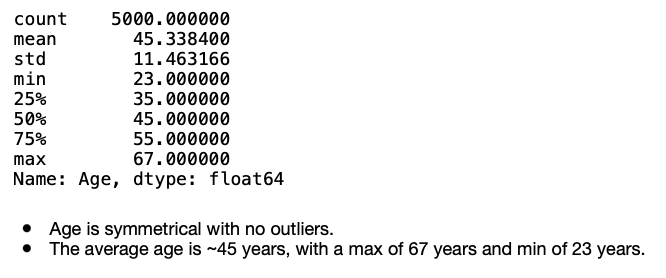 count    5000.000000
mean       45.338400
std        11.463166
min        23.000000
25%        35.000000
50%        45.000000
75%        55.000000
max        67.000000
Name: Age, dtype: float64
• Age is symmetrical with no outliers.
• The average age is ~45 years, with a max of 67 years and min of 23 years.